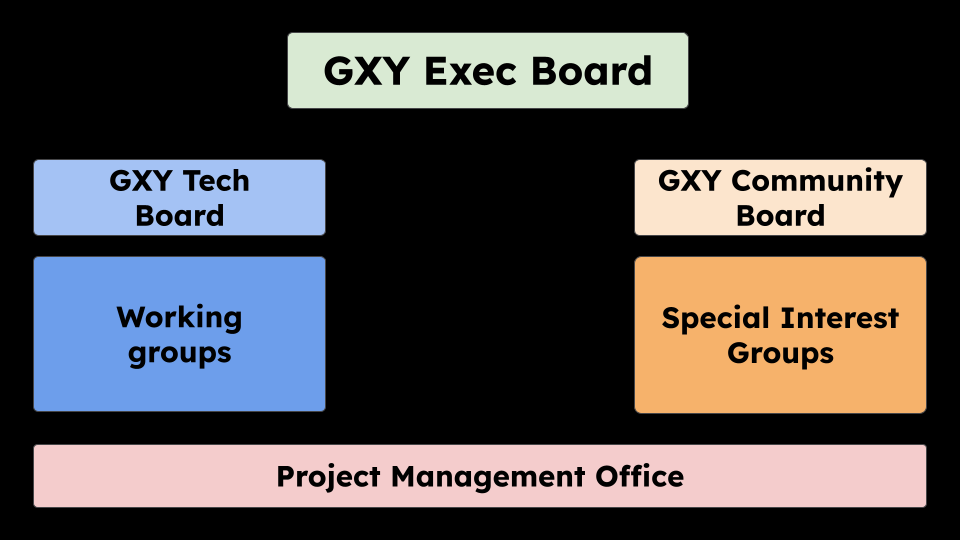 GXY Exec Board
GXY Tech
Board
GXY Community
Board
Working
groups
Special Interest
Groups
Project Management Office